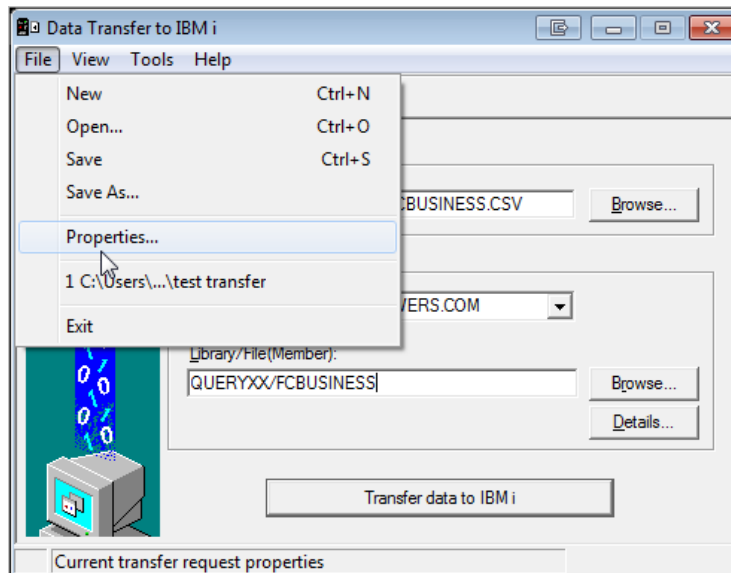 Data Transfer to IBM i
File View Tools Help
New Ctrl+N
Open... Ctrl+O
Save Ctrl+S
Save As...
Properties...
1 C:\Users\...\test transfer
Exit
CBUSINESS.CSV Browse...
WERS.COM
Library/File(Member):
QUERYXX/FCBUSINESS Browse...
Details...
Transfer data to IBM i
Current transfer request properties